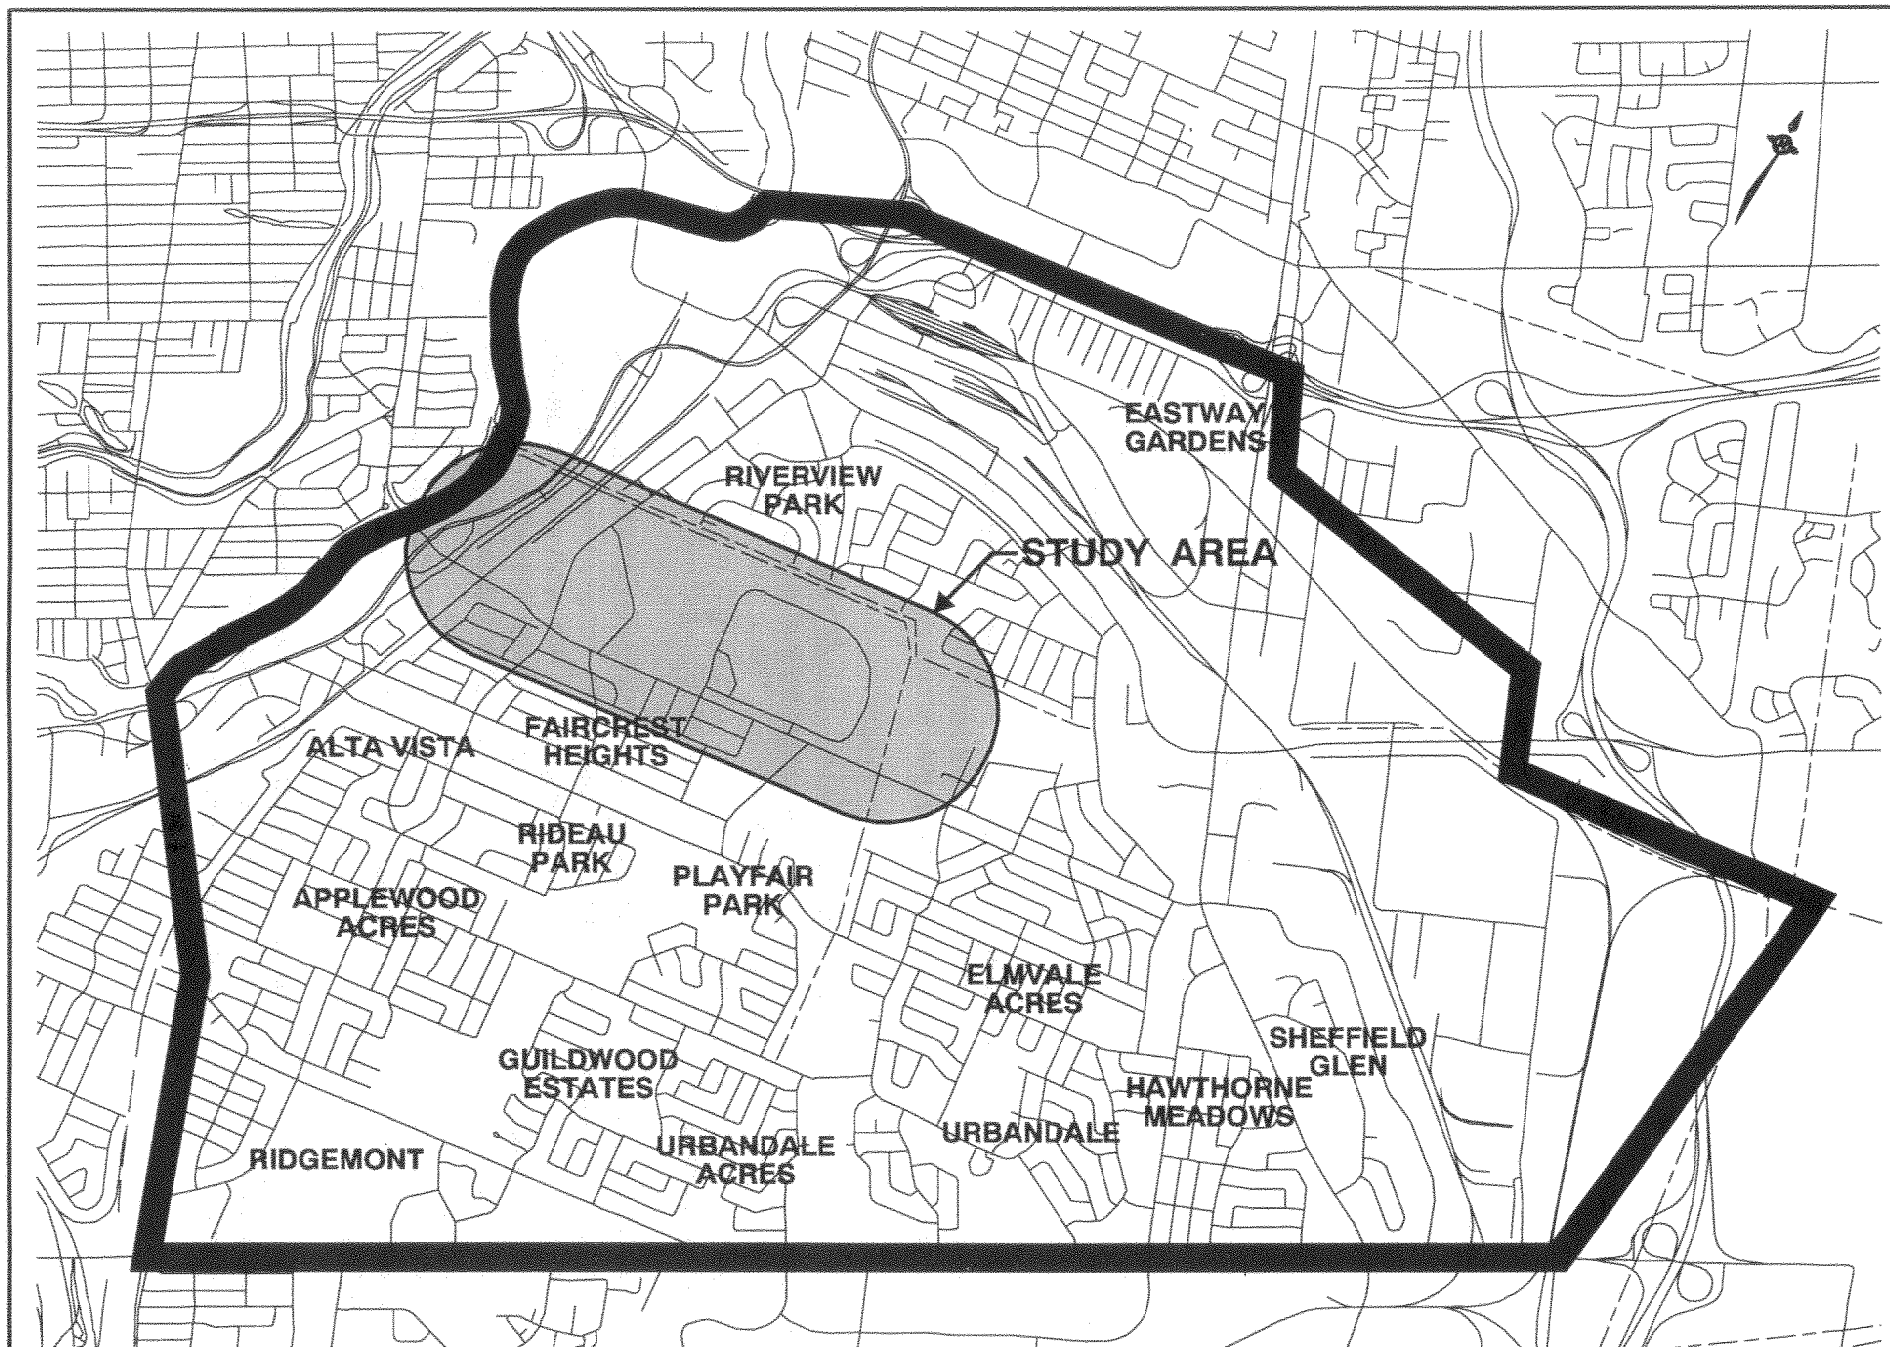 EASTWAY
GARDENS
RIVERVIEW
PARK
STUDY AREA
FAIRCREST
HEIGHTS
ALTA VISTA
RIDEAU
PARK
PLAYFAIR
PARK
APPLEWOOD
ACRES
ELMVALE
ACRES
SHEFFIELD
GLEN
GUILDWOOD
ESTATES
HAWTHORNE
MEADOWS
URBANDALE
URBANDALE
ACRES
RIDGEMONT